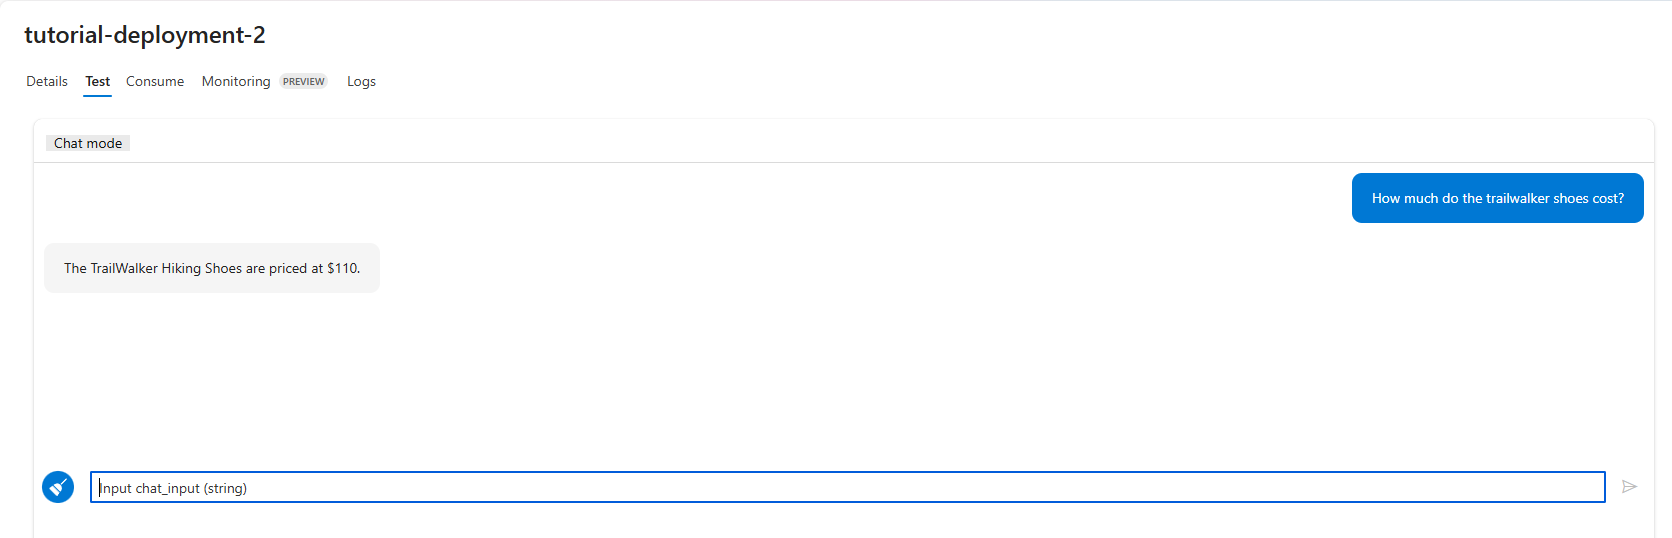 tutorial-deployment-2
Details Test Consume Monitoring PREVIEW Logs
Chat mode
How much do the trailwalker shoes cost?
The TrailWalker Hiking Shoes are priced at $110.
Input chat_input (string)